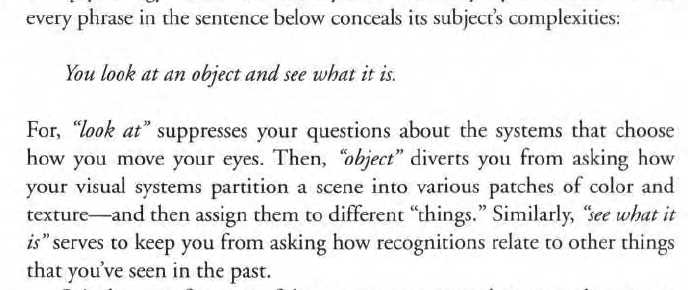 every phrase in the sentence below conceals its subject's complexities:
You look at an object and see what it is.
For, "look at" suppresses your questions about the systems that choose
how you move your eyes. Then, "object" diverts you from asking how
your visual systems partition a scene into various patches of color and
texture—and then assign them to different "things." Similarly, "see what it
is" serves to keep you from asking how recognitions relate to other things
that you've seen in the past.